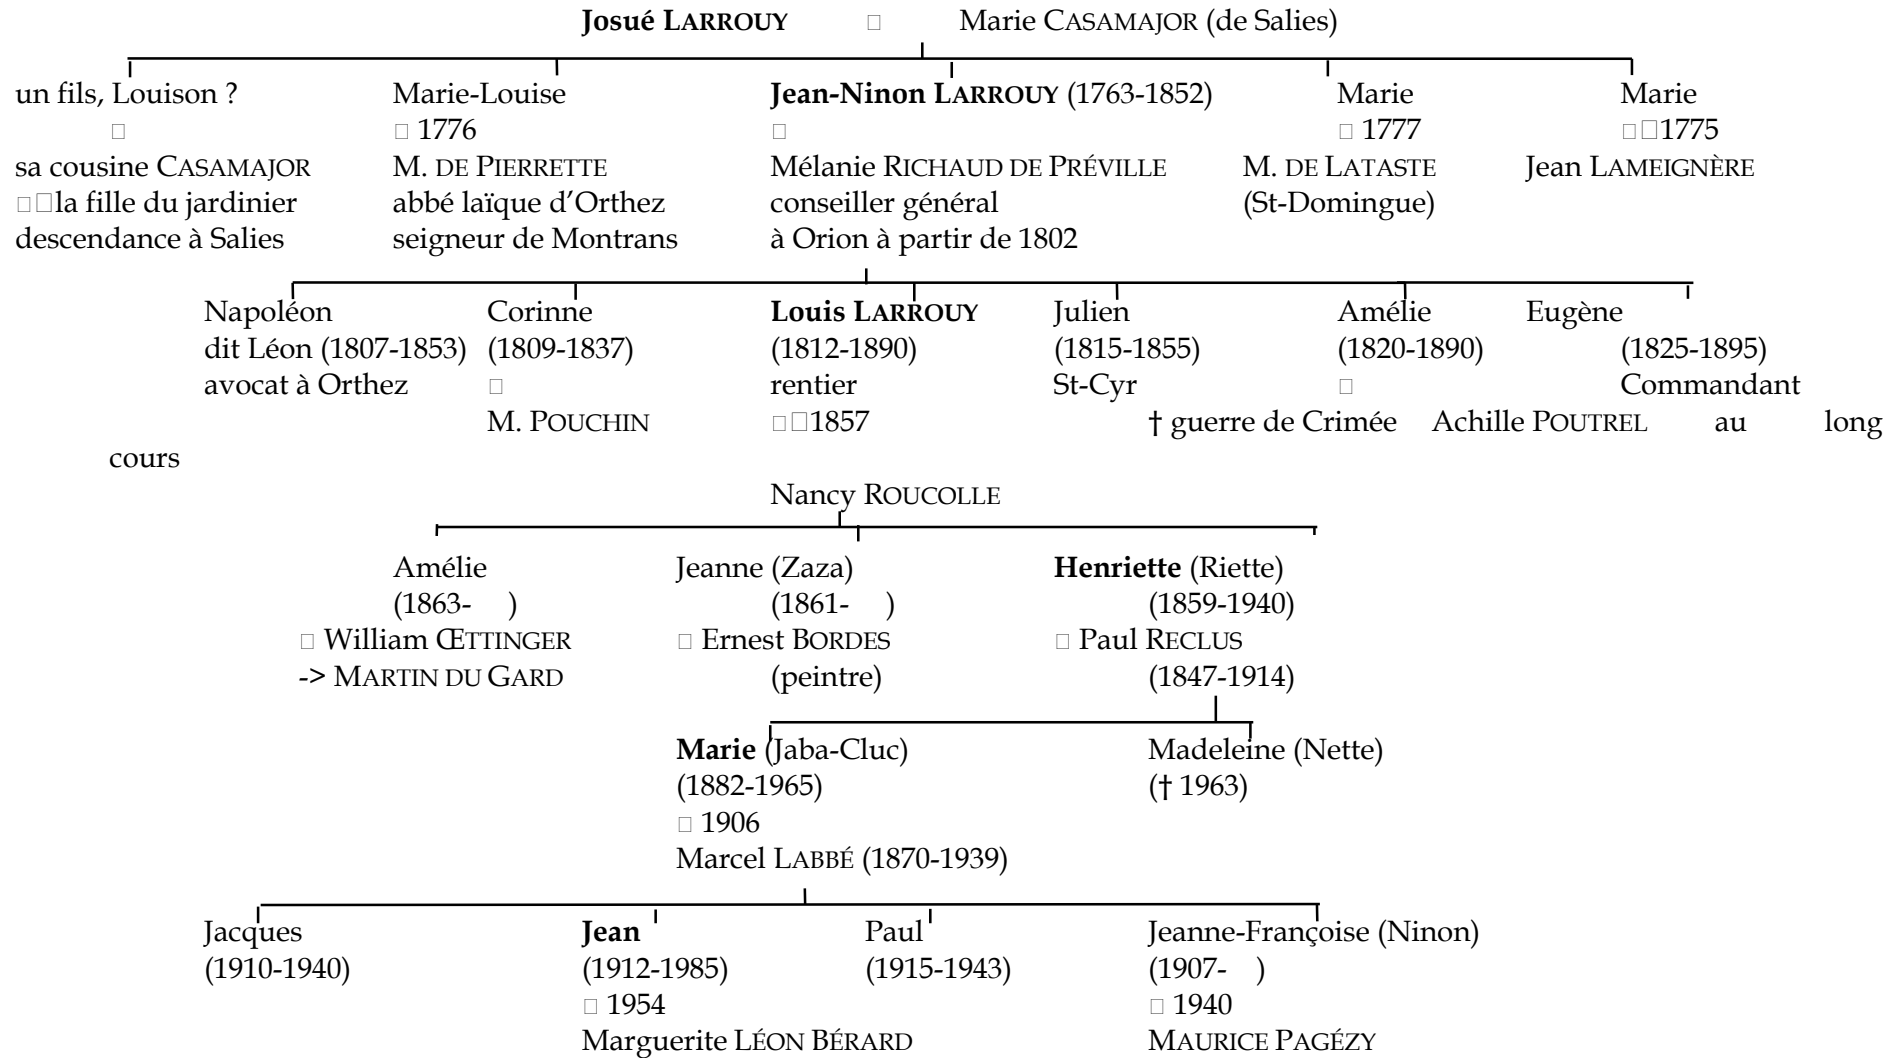 Josué LARROUY □ Marie CASAMAJOR (de Salies)
un fils, Louison ? Marie-Louise Jean-Ninon LARROUY (1763-1852) Marie Marie
□ □ 1776 □ □ 1777 □□1775
sa cousine CASAMAJOR M. DE PIERRETTE Mélanie RICHAUD DE PRÉVILLE M. DE LATASTE Jean LAMEIGNÈRE
□□la fille du jardinier abbé laïque d’Orthez conseiller général (St-Domingue)
descendance à Salies seigneur de Montrans à Orion à partir de 1802
Napoléon Corinne Louis LARROUY Julien Amélie Eugène
dit Léon (1807-1853) (1809-1837) (1812-1890) (1815-1855) (1820-1890) (1825-1895)
avocat à Orthez □ rentier St-Cyr □ Commandant
M. POUCHIN □□1857 † guerre de Crimée Achille POUTREL au long
cours
Nancy ROUCOLLE
Amélie Jeanne (Zaza) Henriette (Riette)
(1863- ) (1861- ) (1859-1940)
□ William ŒTTINGER □ Ernest BORDES □ Paul RECLUS
-> MARTIN DU GARD (peintre) (1847-1914)
Marie (Jaba-Cluc) Madeleine (Nette)
(1882-1965) († 1963)
□ 1906
Marcel LABBÉ (1870-1939)
Jacques Jean Paul Jeanne-Françoise (Ninon)
(1910-1940) (1912-1985) (1915-1943) (1907- )
□ 1954 □ 1940
Marguerite LÉON BÉRARD MAURICE PAGÉZY